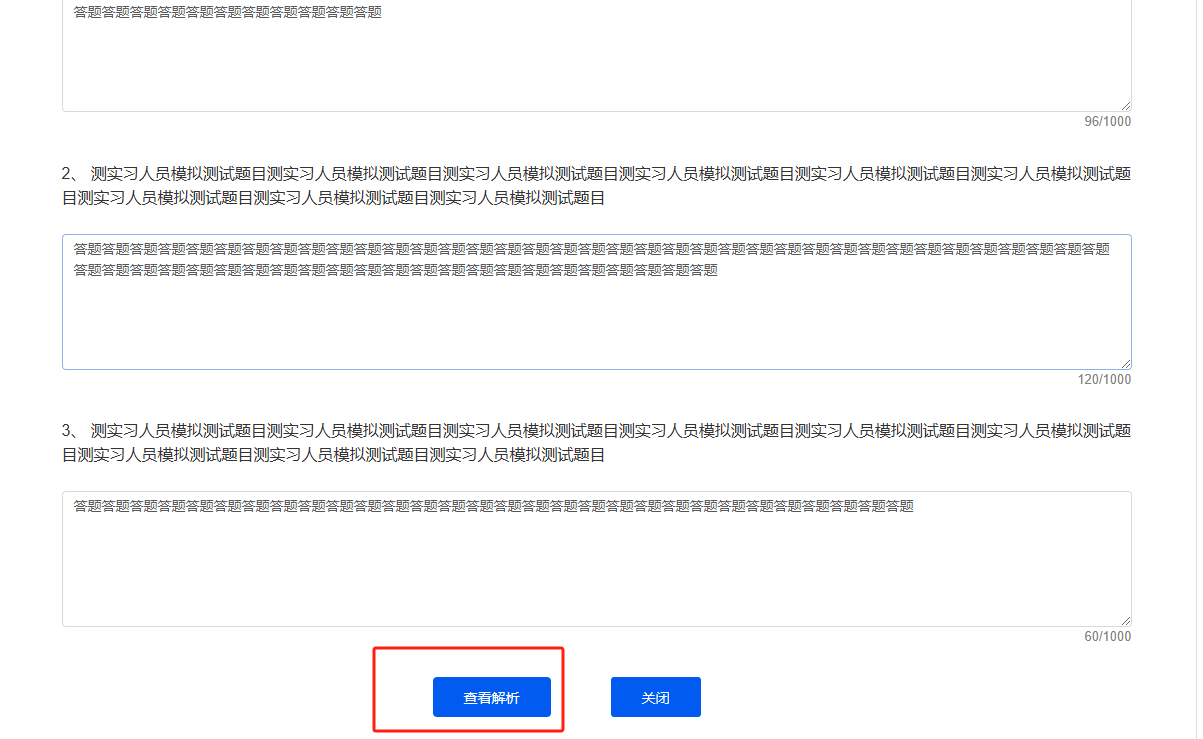 答题答题答题答题答题答题答题答题答题答题答题
96/1000
2、 测实习人员模拟测试题目测实习人员模拟测试题目测实习人员模拟测试题目测实习人员模拟测试题目测实习人员模拟测试题目测实习人员模拟测试题
目测实习人员模拟测试题目测实习人员模拟测试题目测实习人员模拟测试题目
答题答题答题答题答题答题答题答题答题答题答题答题答题答题答题答题答题答题答题答题答题答题答题答题答题答题答题答题答题答题答题答题答题答题答题答题答题
答题答题答题答题答题答题答题答题答题答题答题答题答题答题答题答题答题答题答题答题答题答题答题
120/1000
3、 测实习人员模拟测试题目测实习人员模拟测试题目测实习人员模拟测试题目测实习人员模拟测试题目测实习人员模拟测试题目测实习人员模拟测试题
目测实习人员模拟测试题目测实习人员模拟测试题目测实习人员模拟测试题目
答题答题答题答题答题答题答题答题答题答题答题答题答题答题答题答题答题答题答题答题答题答题答题答题答题答题答题答题答题答题
60/1000
查看解析 关闭